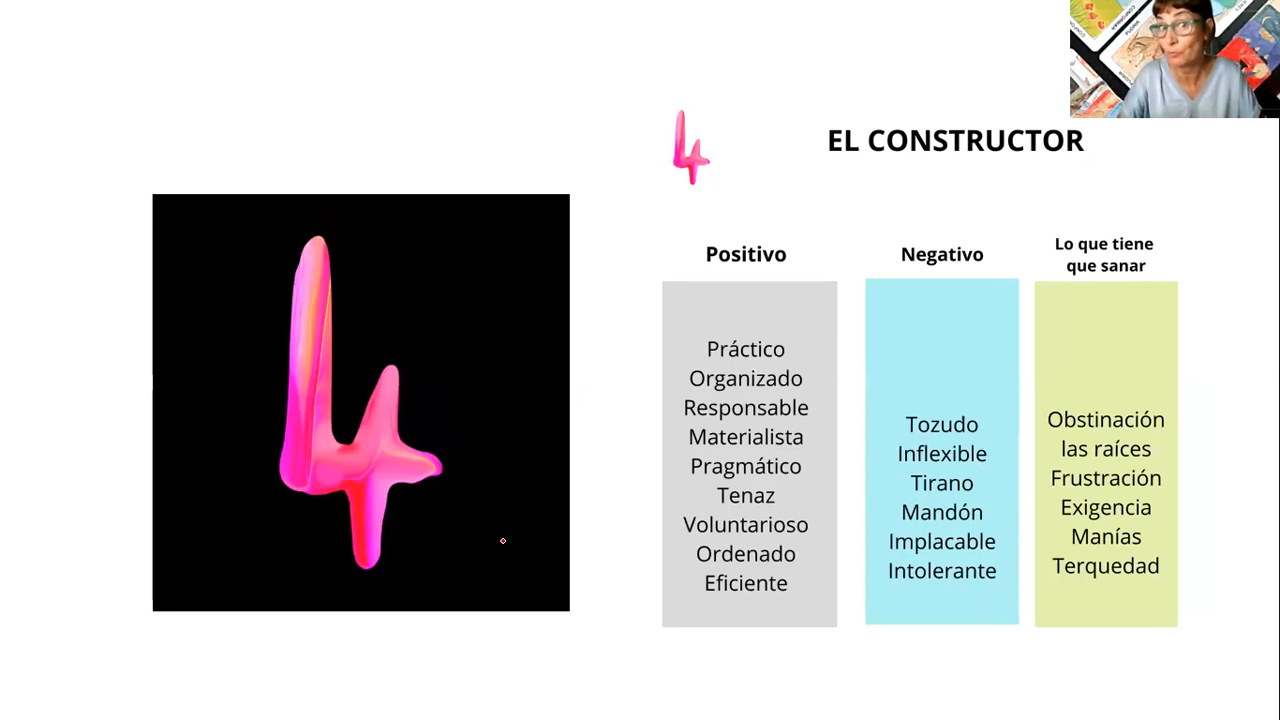 4
4
EL CONSTRUCTOR
Positivo
Práctico
Organizado
Responsable
Materialista
Pragmático
Tenaz
Voluntarioso
Ordenado
Eficiente
Negativo
Tozudo
Inflexible
Tirano
Mandón
Implacable
Intolerante
Lo que tiene
que sanar
Obstinación
las raíces
Frustración
Exigencia
Manías
Terquedad